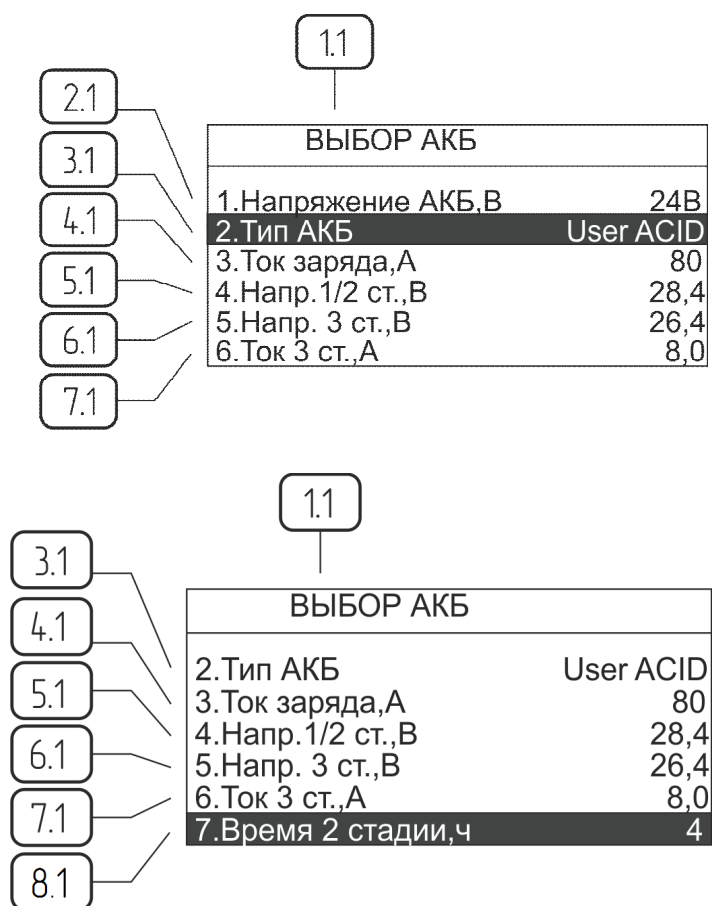 1.1
2.1
3.1
4.1
5.1
6.1
7.1
ВЫБОР АКБ
1.Напряжение АКБ,В 24В
2.Тип АКБ User ACID
3.Ток заряда,А 80
4.Напр.1/2 ст.,В 28,4
5.Напр. 3 ст.,В 26,4
6.Ток 3 ст.,А 8,0
1.1
3.1
4.1
5.1
6.1
7.1
8.1
ВЫБОР АКБ
2.Тип АКБ User ACID
3.Ток заряда,А 80
4.Напр.1/2 ст.,В 28,4
5.Напр. 3 ст.,В 26,4
6.Ток 3 ст.,А 8,0
7.Время 2 стадии,ч 4